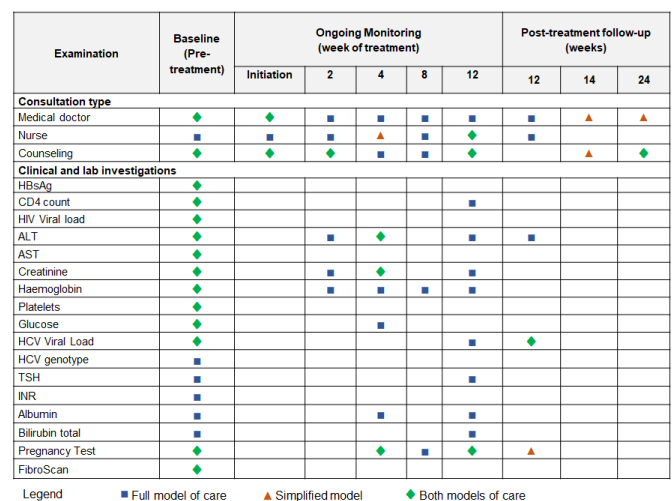 Examination
Baseline
(Pre-
treatment)
Ongoing Monitoring
(week of treatment)
Post-treatment follow-up
(weeks)
Initiation 2 4 8 12 12 14 24
Consultation type
Medical doctor
Nurse
Counseling
Clinical and lab investigations
HBsAg
CD4 count
HIV Viral load
ALT
AST
Creatinine
Haemoglobin
Platelets
Glucose
HCV Viral Load
HCV genotype
TSH
INR
Albumin
Bilirubin total
Pregnancy Test
FibroScan
Legend Full model of care Simplified model Both models of care